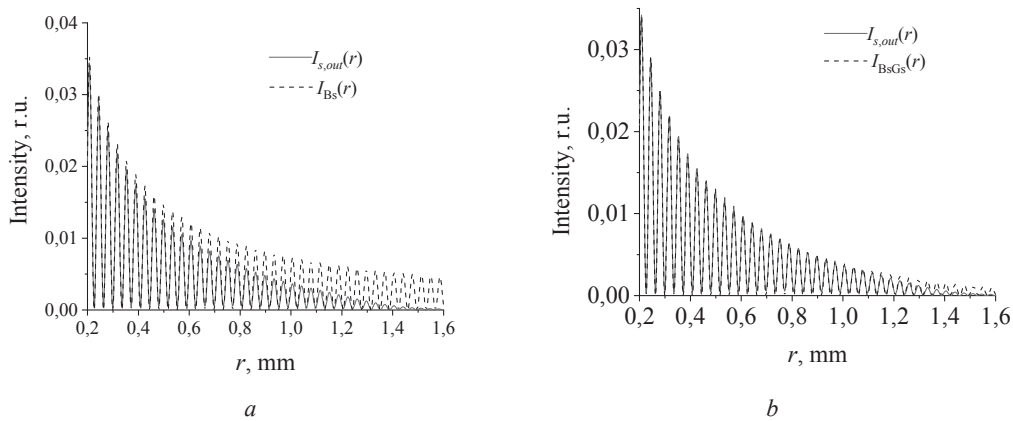 0,04
0,03
0,02
0,01
0,00
Intensity, r.u.
I_{s,out}(r)
I_{Bs}(r)
0,2 0,4 0,6 0,8 1,0 1,2 1,4 1,6
r, mm
a
0,03
0,02
0,01
0,00
Intensity, r.u.
I_{s,out}(r)
I_{BsGs}(r)
0,2 0,4 0,6 0,8 1,0 1,2 1,4 1,6
r, mm
b